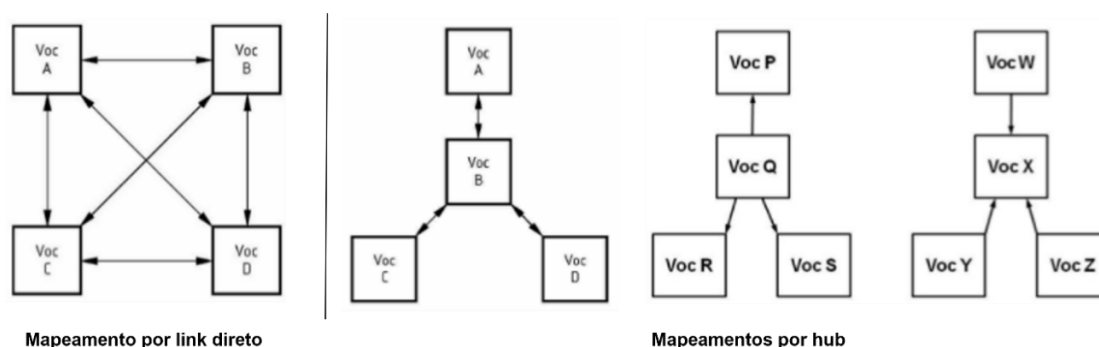 Voc
A
Voc
B
Voc
C
Voc
D
Voc
A
Voc
B
Voc
C
Voc
D
Voc P
Voc Q
Voc R
Voc S
Voc W
Voc X
Voc Y
Voc Z
Mapeamento por link direto
Mapeamentos por hub